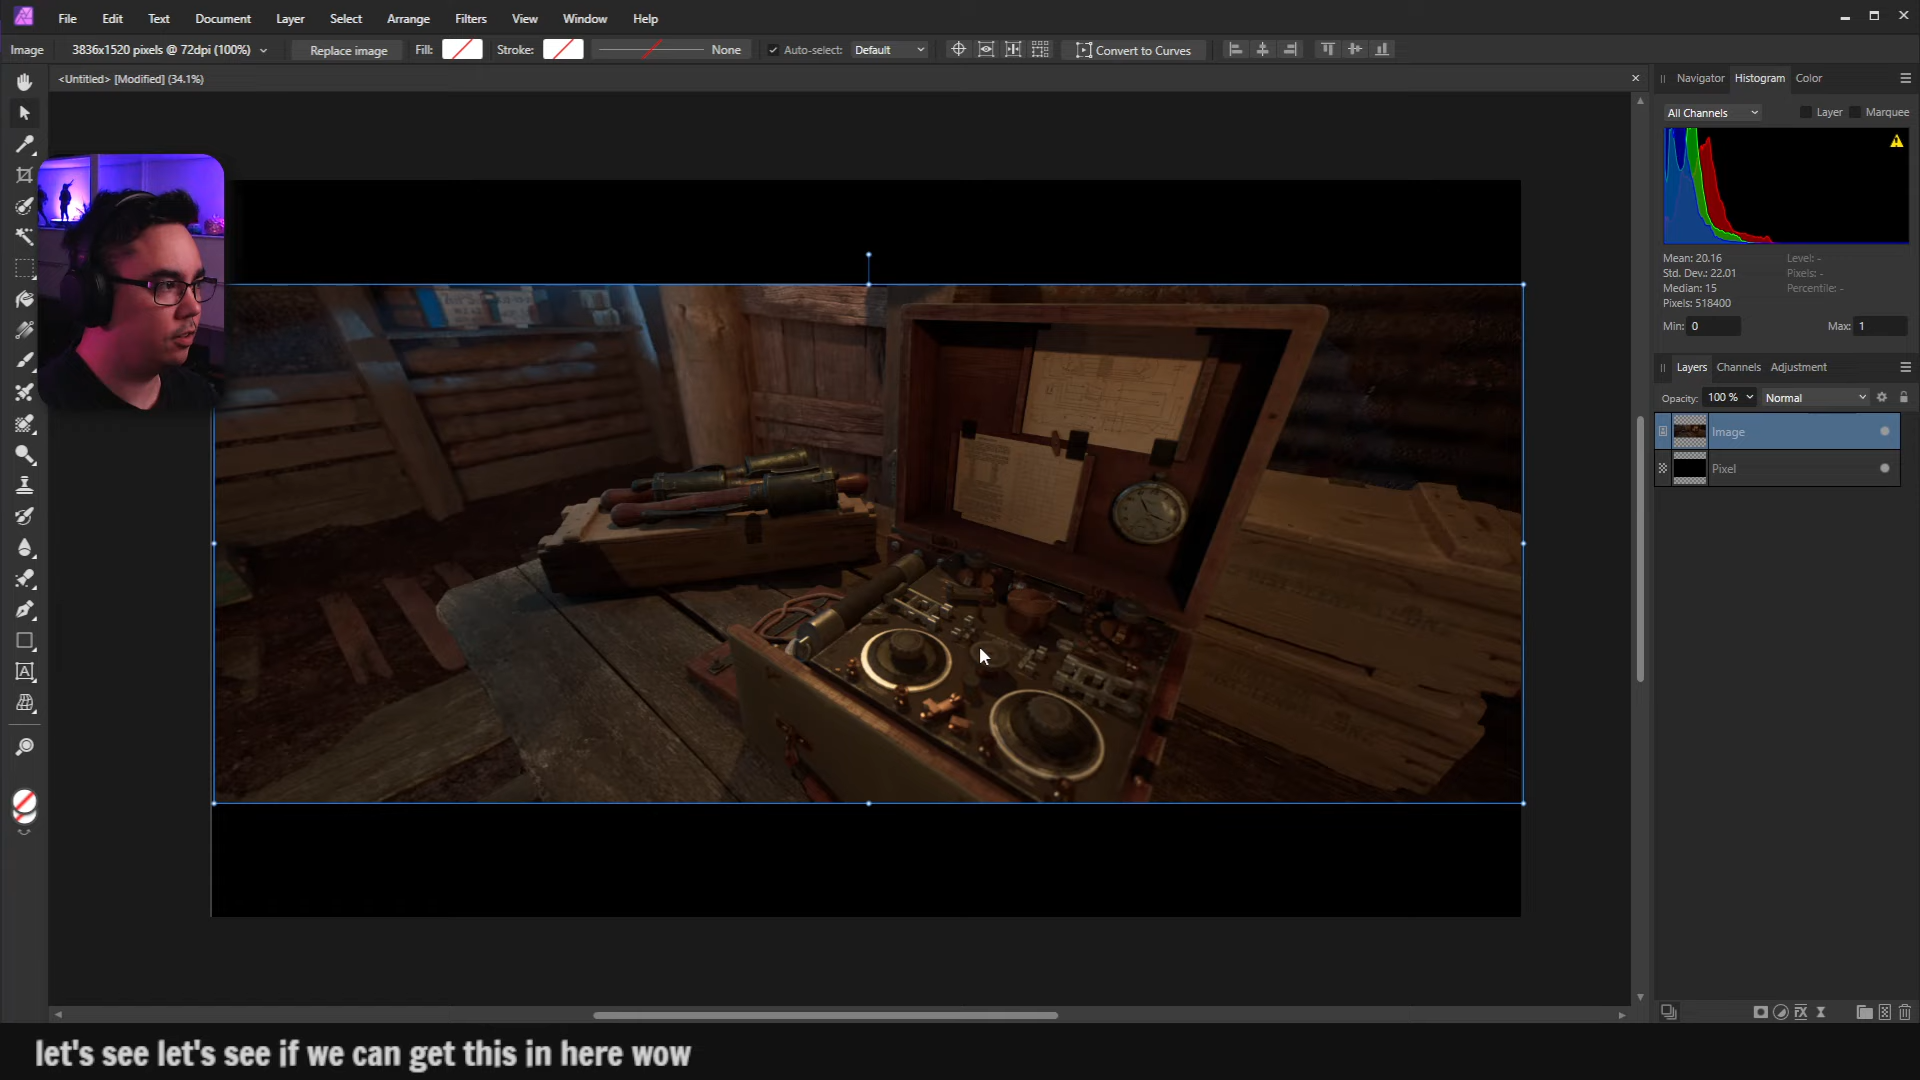 File Edit Text Document Layer Select Arrange Filters View Window Help
Image 3836x1520 pixels @ 72dpi (100%) Replace image Fill: Stroke: None Auto-select: Default Convert to Curves
<Untitled> [Modified] (34.1%)
Navigator Histogram Color
All Channels Layer Marquee
Mean: 20.16 Level: -
Std. Dev.: 22.01 Pixels: -
Median: 15 Percentile: -
Pixels: 518400
Min: 0 Max: 1
Layers Channels Adjustment
Opacity: 100 % Normal
Image
Pixel
let's see let's see if we can get this in here wow